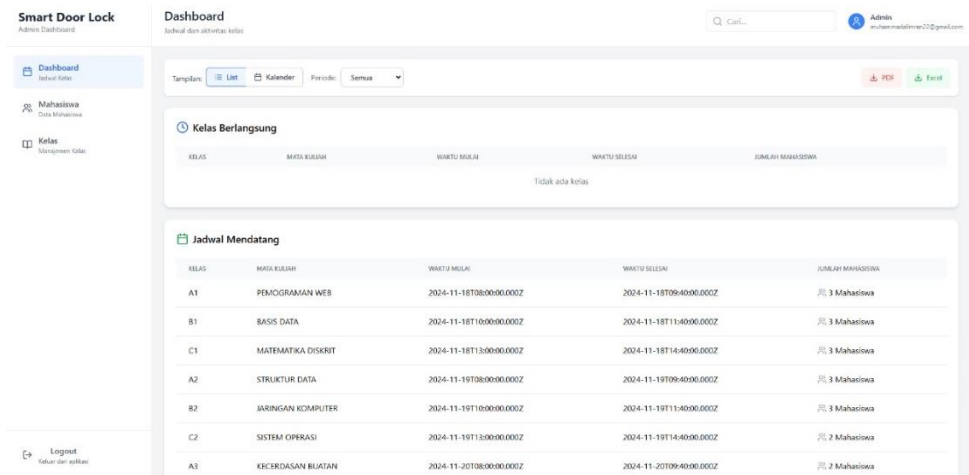 Smart Door Lock
Admin Dashboard
Dashboard
Jadwal Kelas
Mahasiswa
Data Mahasiswa
Kelas
Manajemen Kelas
Logout
Keluar dari aplikasi
Dashboard
Jadwal dan aktivitas kelas
Cari...
Admin
muhammadalimran22@gmail.com
Tampilan: List Kalender Periode: Semua PDF Excel
Kelas Berlangsung
KELAS MATA KULIAH WAKTU MULAI WAKTU SELESAI JUMLAH MAHASISWA
Tidak ada kelas
Jadwal Mendatang
KELAS MATA KULIAH WAKTU MULAI WAKTU SELESAI JUMLAH MAHASISWA
A1 PEMOGRAMAN WEB 2024-11-18T08:00:00.000Z 2024-11-18T09:40:00.000Z 3 Mahasiswa
B1 BASIS DATA 2024-11-18T10:00:00.000Z 2024-11-18T11:40:00.000Z 3 Mahasiswa
C1 MATEMATIKA DISKRIT 2024-11-18T13:00:00.000Z 2024-11-18T14:40:00.000Z 3 Mahasiswa
A2 STRUKTUR DATA 2024-11-19T08:00:00.000Z 2024-11-19T09:40:00.000Z 3 Mahasiswa
B2 JARINGAN KOMPUTER 2024-11-19T10:00:00.000Z 2024-11-19T11:40:00.000Z 3 Mahasiswa
C2 SISTEM OPERASI 2024-11-19T13:00:00.000Z 2024-11-19T14:40:00.000Z 2 Mahasiswa
A3 KECERDASAN BUATAN 2024-11-20T08:00:00.000Z 2024-11-20T09:40:00.000Z 2 Mahasiswa